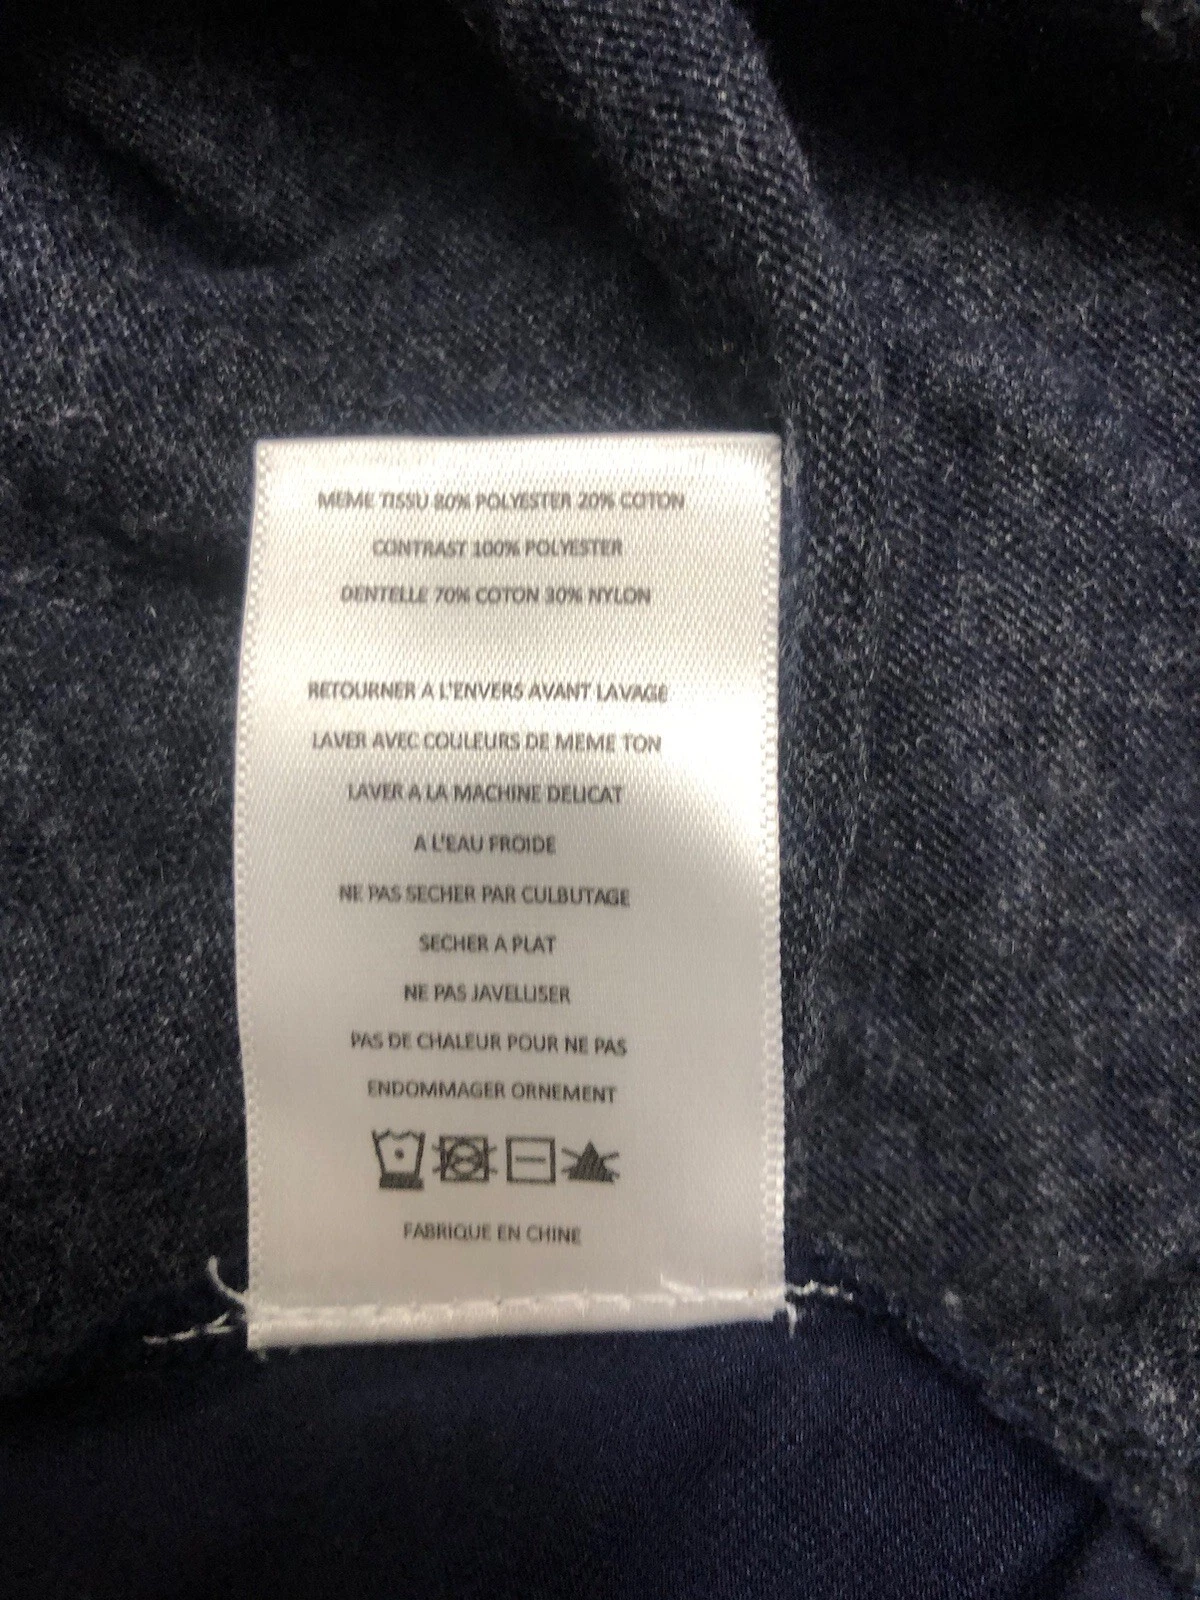 MEME TISSU 80% POLYESTER 20% COTON
CONTRAST 100% POLYESTER
DENTELLE 70% COTON 30% NYLON
RETOURNER A L'ENVERS AVANT LAVAGE
LAVER AVEC COULEURS DE MEME TON
LAVER A LA MACHINE DELICAT
A L'EAU FROIDE
NE PAS SECHER PAR CULBUTAGE
SECHER A PLAT
NE PAS JAVELLISER
PAS DE CHALEUR POUR NE PAS
ENDOMMAGER ORNEMENT
FABRIQUE EN CHINE